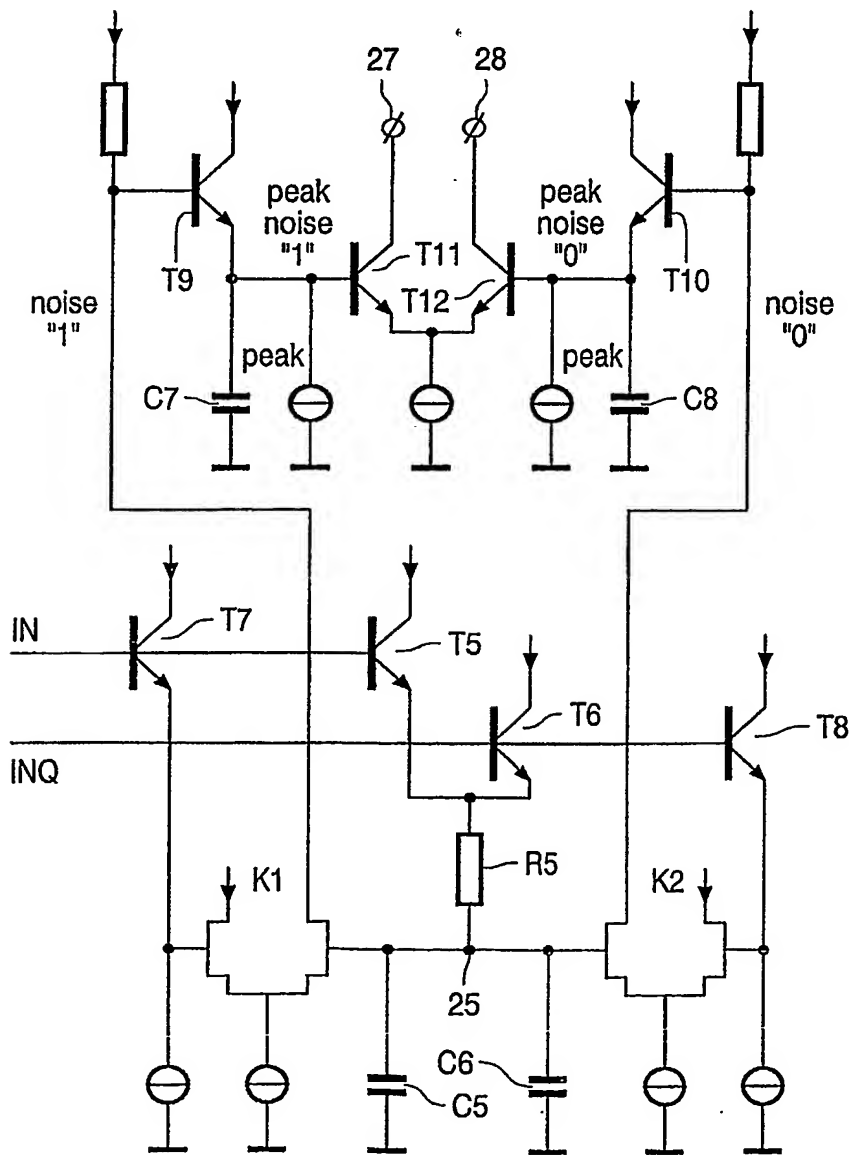 27
28
peak
noise
"1"
peak
noise
"0"
T9
T11
T12
T10
noise
"1"
noise
"0"
peak
peak
C7
C8
IN
T7
T5
INQ
T6
T8
R5
K1
K2
25
C6
C5